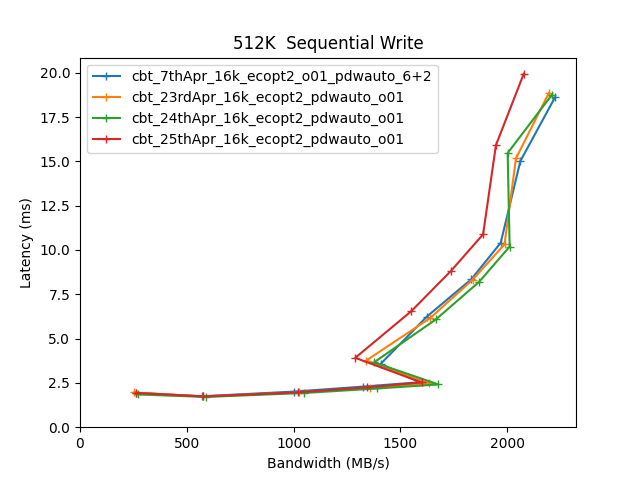 512K  Sequential Write
cbt_7thApr_16k_ecopt2_o01_pdwauto_6+2
cbt_23rdApr_16k_ecopt2_pdwauto_o01
cbt_24thApr_16k_ecopt2_pdwauto_o01
cbt_25thApr_16k_ecopt2_pdwauto_o01
Latency (ms)
20.0
17.5
15.0
12.5
10.0
7.5
5.0
2.5
0.0
0 500 1000 1500 2000
Bandwidth (MB/s)